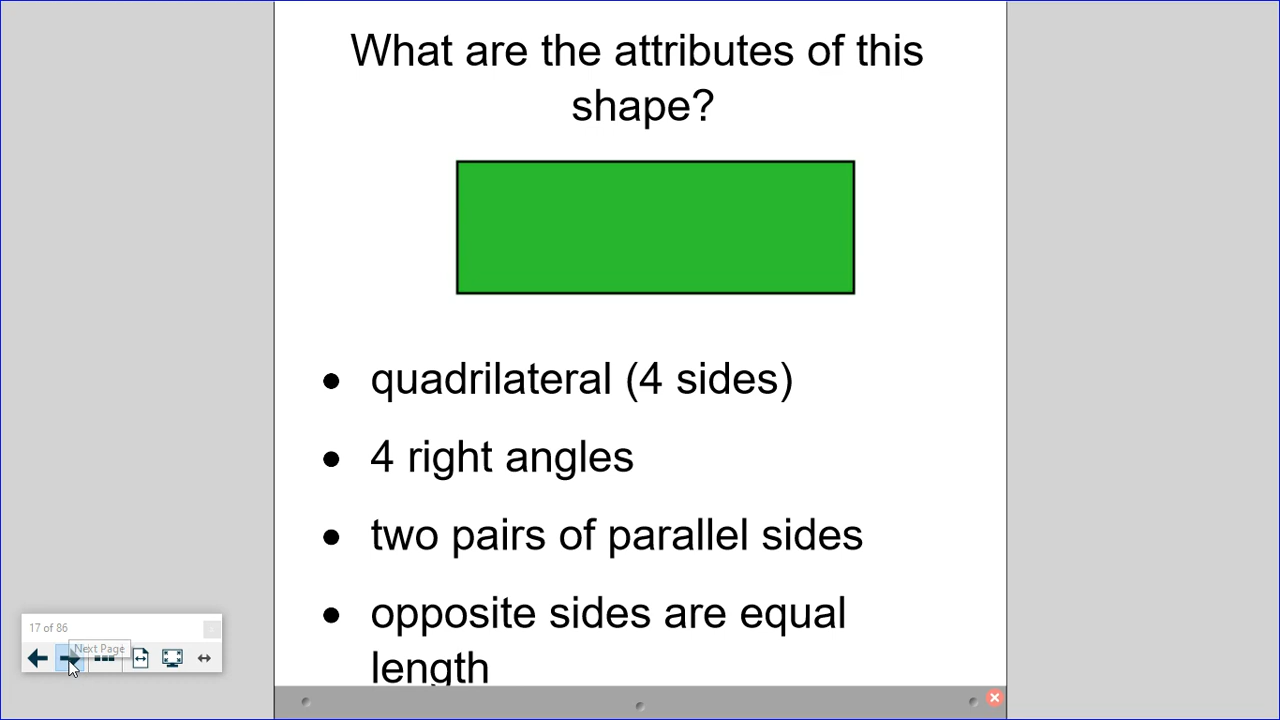 What are the attributes of this
shape?
• quadrilateral (4 sides)
• 4 right angles
• two pairs of parallel sides
• opposite sides are equal
length
17 of 86
Next Page